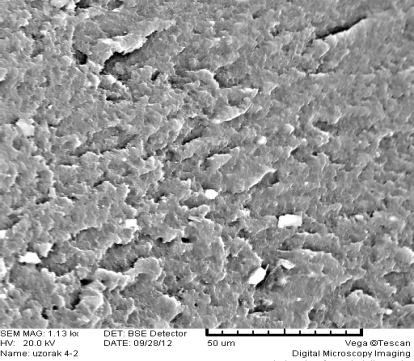 SEM MAG: 1.13 kx DET: BSE Detector
HV: 20.0 kV DATE: 09/28/12 50 um Vega ©Tescan
Name: uzorak 4-2 Digital Microscopy Imaging